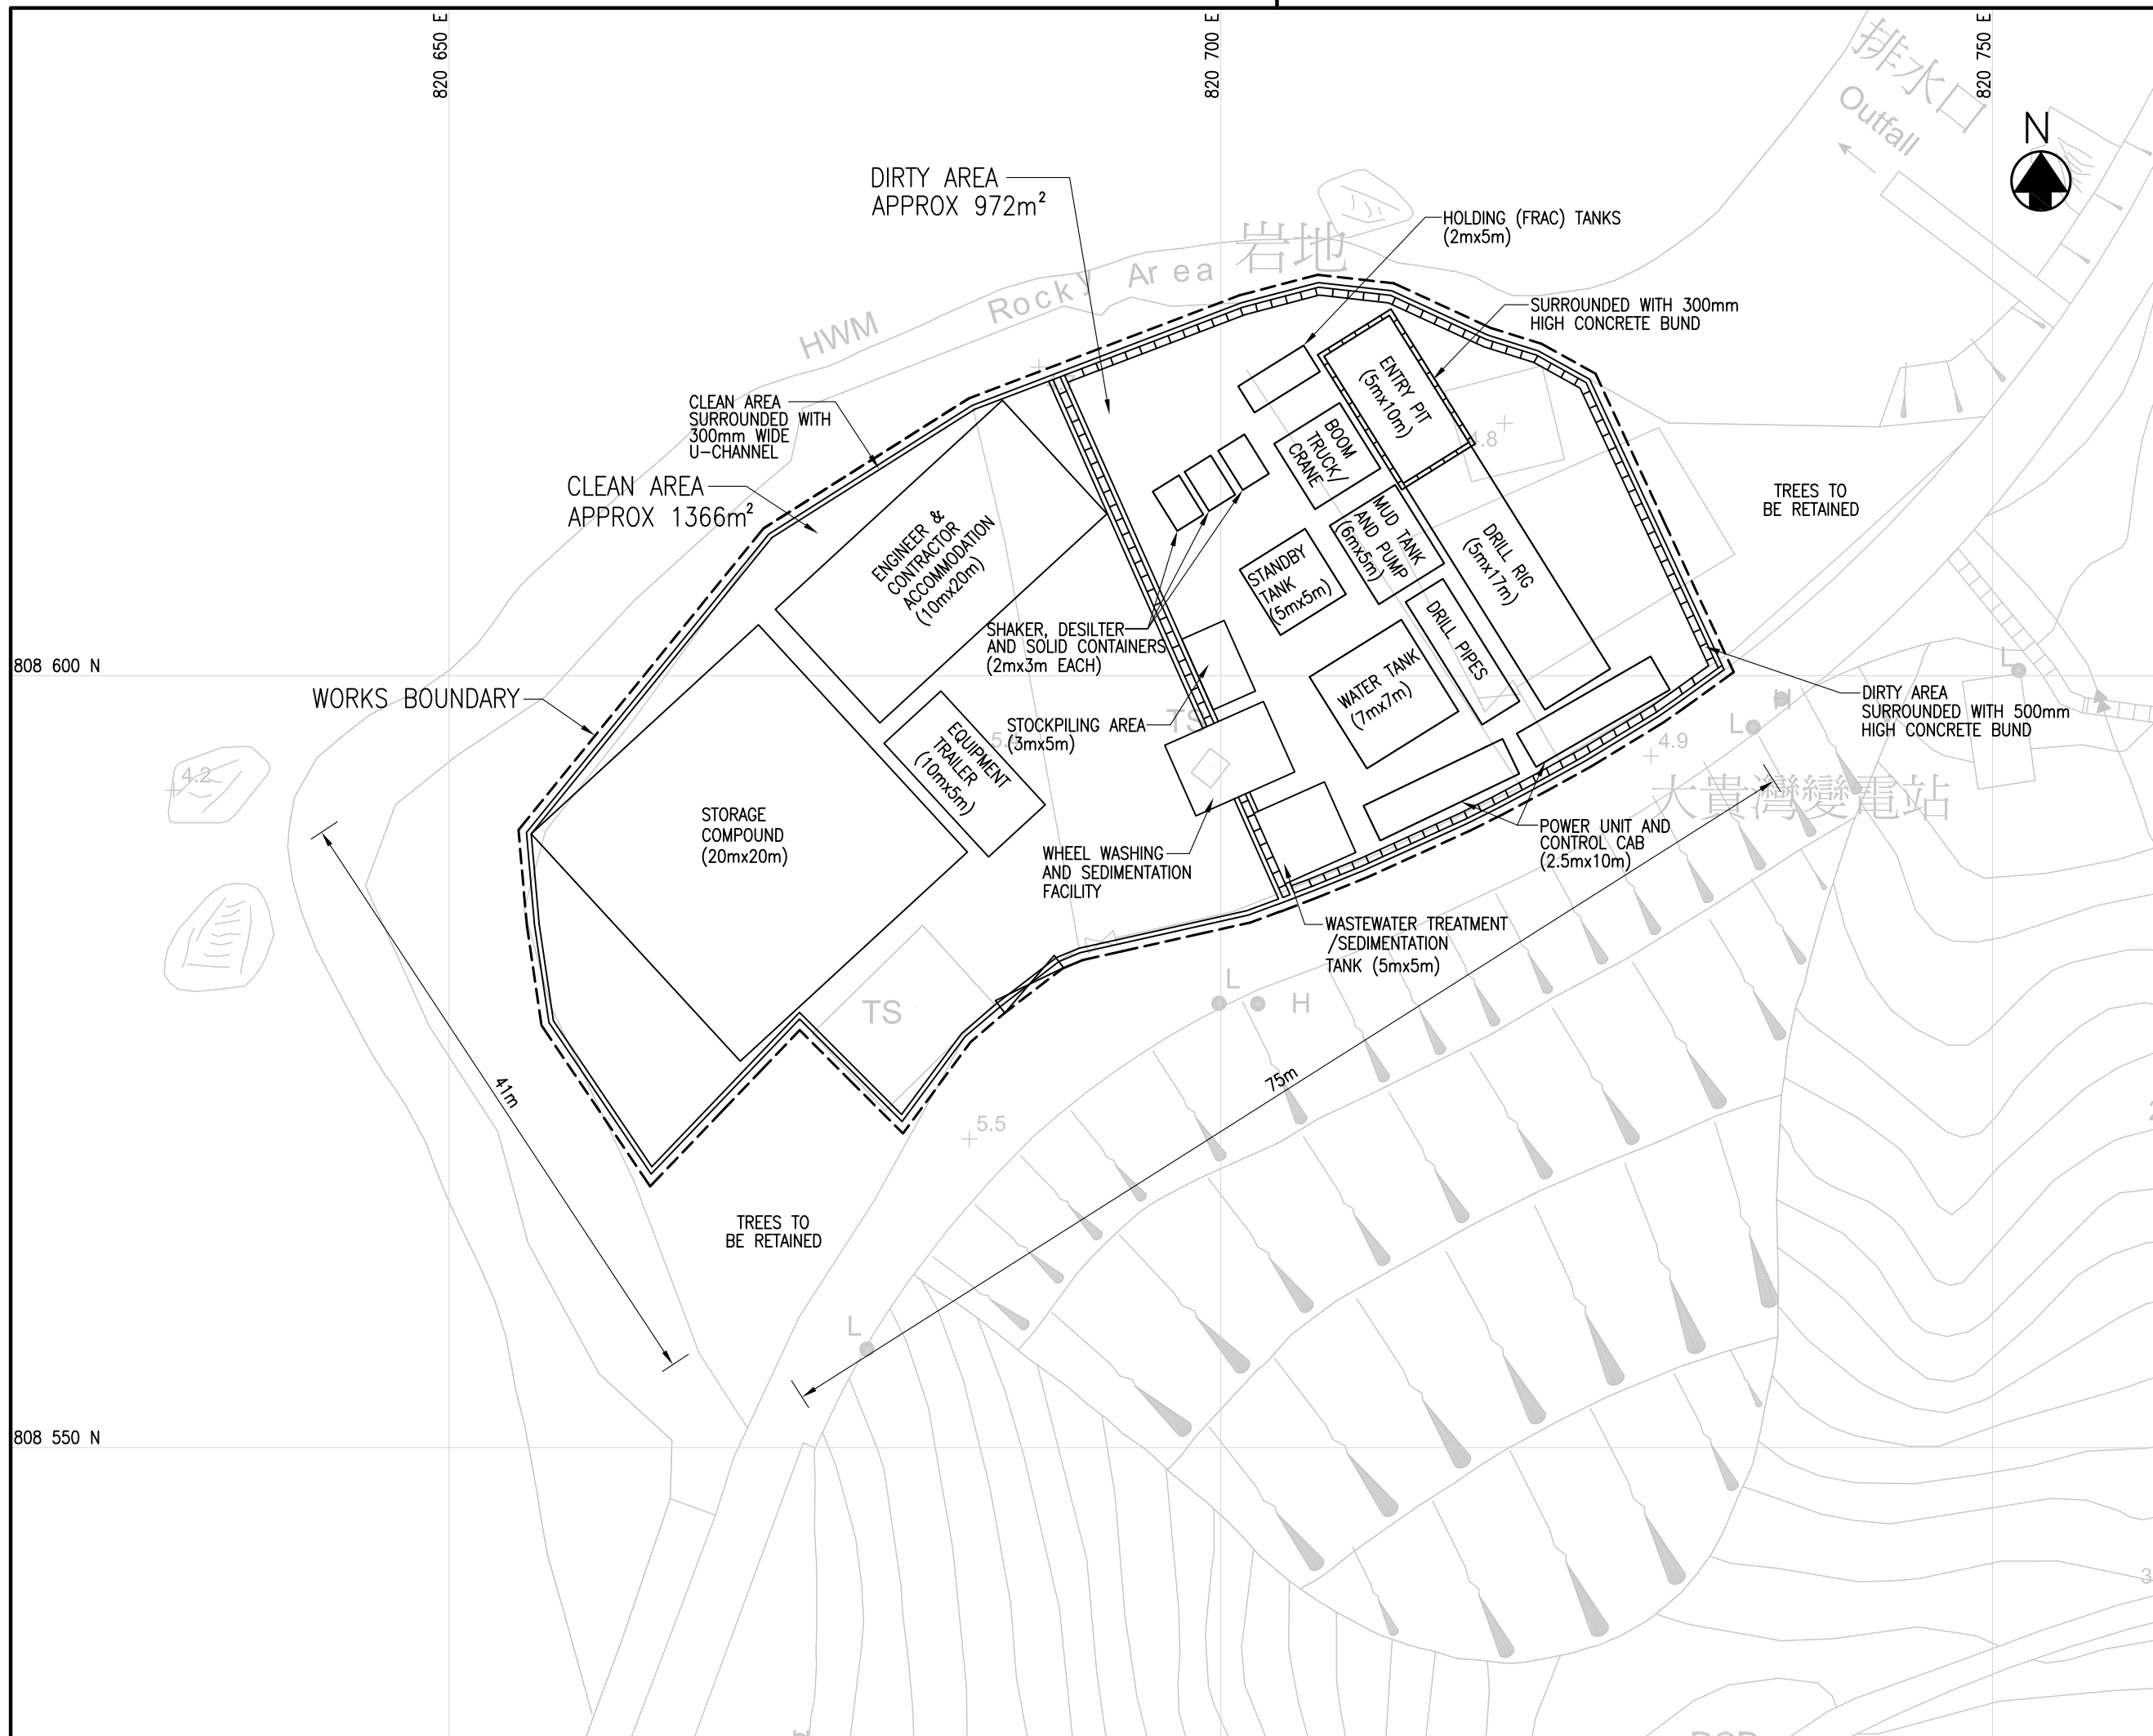 820 650 E
820 700 E
820 750 E
排水口
Outfall
N
DIRTY AREA
APPROX 972m²
HOLDING (FRAC) TANKS
(2mx5m)
岩地
Rocky Area
HWM
SURROUNDED WITH 300mm
HIGH CONCRETE BUND
ENTRY PIT
(5mx10m)
CLEAN AREA
SURROUNDED WITH
300mm WIDE
U-CHANNEL
BOOM
TRUCK/
CRANE
4.8
CLEAN AREA
APPROX 1366m²
TREES TO
BE RETAINED
ENGINEER &
CONTRACTOR
ACCOMMODATION
(10mx20m)
MUD TANK
AND PUMP
(6mx5m)
DRILL RIG
(5mx17m)
STANDBY
TANK
(5mx5m)
DRILL PIPES
SHAKER, DESILTER
AND SOLID CONTAINERS
(2mx3m EACH)
808 600 N
WORKS BOUNDARY
WATER TANK
(7mx7m)
L
H
L
DIRTY AREA
SURROUNDED WITH 500mm
HIGH CONCRETE BUND
STOCKPILING AREA
(3mx5m)
TS
EQUIPMENT
TRAILER
(10mx5m)
4.9
4.2
大貴灣變電站
STORAGE
COMPOUND
(20mx20m)
POWER UNIT AND
CONTROL CAB
(2.5mx10m)
WHEEL WASHING
AND SEDIMENTATION
FACILITY
WASTEWATER TREATMENT
/SEDIMENTATION
TANK (5mx5m)
L
H
TS
41m
75m
5.5
TREES TO
BE RETAINED
L
808 550 N